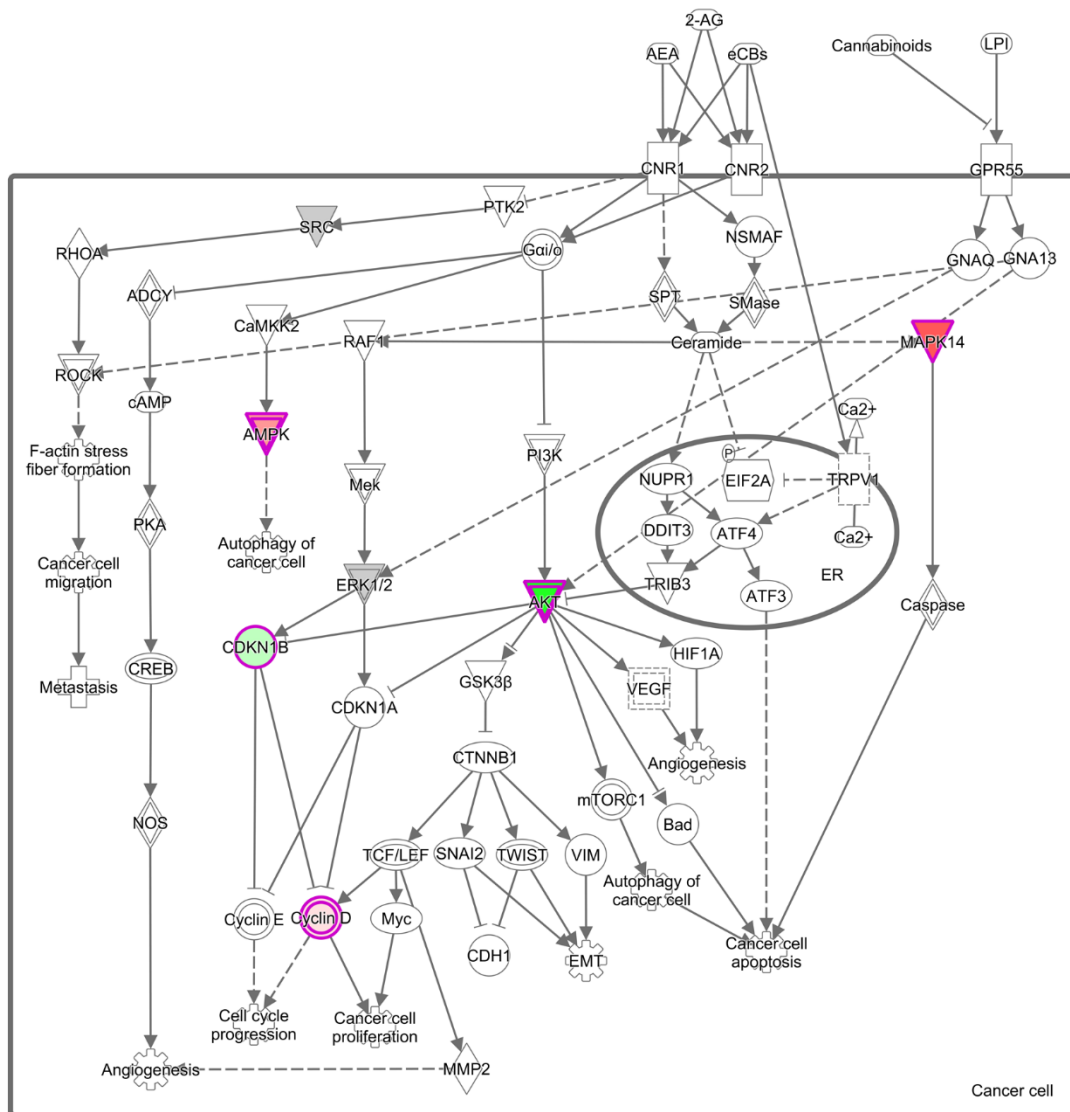 2-AG
AEA
eCBs
Cannabinoids
LPI
CNR1
CNR2
GPR55
PTK2
SRC
RHOA
Gαi/o
NSMAF
GNAQ
GNA13
ADCY
SPT
SMase
CaMKK2
RAF1
Ceramide
MAPK14
ROCK
cAMP
Ca2+
AMPK
F-actin stress
fiber formation
PI3K
P
EIF2A
TRPV1
NUPR1
Mek
PKA
DDIT3
ATF4
Ca2+
Autophagy of
cancer cell
Cancer cell
migration
ERK1/2
TRIB3
ER
AKT
ATF3
Caspase
CDKN1B
HIF1A
CREB
Metastasis
GSK3β
VEGF
CDKN1A
CTNNB1
Angiogenesis
mTORC1
NOS
Bad
TCF/LEF
SNAI2
TWIST
VIM
Autophagy of
cancer cell
Cyclin E
Cyclin D
Myc
CDH1
EMT
Cancer cell
apoptosis
Cell cycle
progression
Cancer cell
proliferation
Angiogenesis
MMP2
Cancer cell